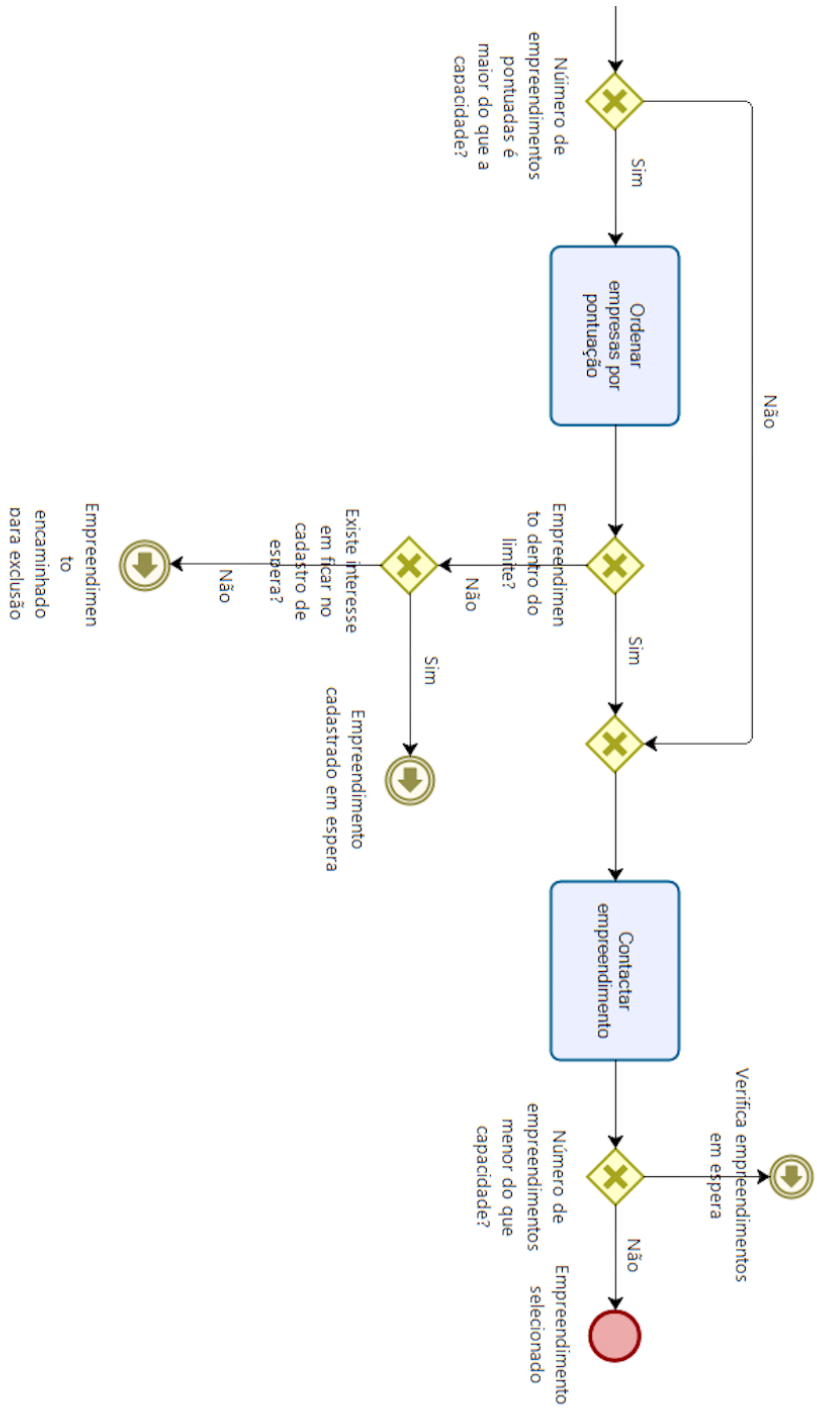 Núimero de
empreendimentos
pontuadas é
maior do que a
capacidade?
Sim
Não
Ordenar
empresas por
pontuação
Empreendimen
to dentro do
limite?
Sim
Não
Existe interesse
em ficar no
cadastro de
espera?
Sim
Não
Empreendimento
cadastrado em espera
Empreendimen
to
encaminhado
para exclusão
Contactar
empreendimento
Número de
empreendimentos
menor do que
capacidade?
Verifica empreendimentos
em espera
Não
Empreendimento
selecionado